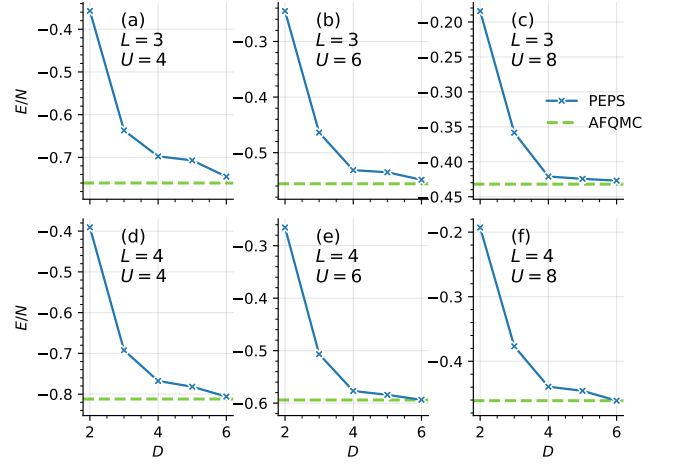 (a)
L = 3
U = 4
E/N
−0.4
−0.5
−0.6
−0.7
(b)
L = 3
U = 6
−0.3
−0.4
−0.5
(c)
L = 3
U = 8
−0.20
−0.25
−0.30
−0.35
−0.40
−0.45
PEPS
AFQMC
(d)
L = 4
U = 4
E/N
−0.4
−0.5
−0.6
−0.7
−0.8
2
4
6
D
(e)
L = 4
U = 6
−0.3
−0.4
−0.5
−0.6
2
4
6
D
(f)
L = 4
U = 8
−0.2
−0.3
−0.4
2
4
6
D